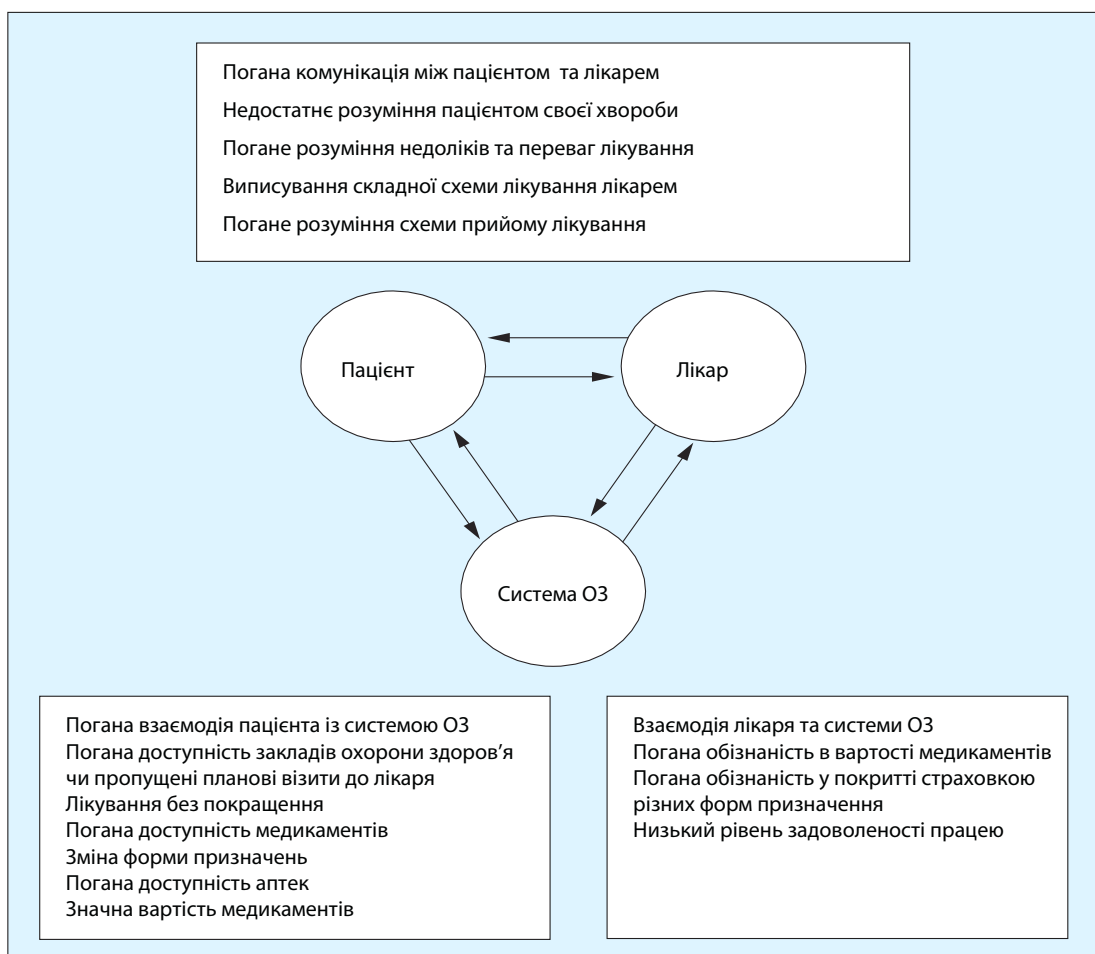 Погана комунікація між пацієнтом та лікарем
Недостатнє розуміння пацієнтом своєї хвороби
Погане розуміння недоліків та переваг лікування
Виписування складної схеми лікування лікарем
Погане розуміння схеми прийому лікування
Пацієнт
Лікар
Система ОЗ
Погана взаємодія пацієнта із системою ОЗ
Погана доступність закладів охорони здоров’я
чи пропущені планові візити до лікаря
Лікування без покращення
Погана доступність медикаментів
Зміна форми призначень
Погана доступність аптек
Значна вартість медикаментів
Взаємодія лікаря та системи ОЗ
Погана обізнаність в вартості медикаментів
Погана обізнаність у покритті страховкою
різних форм призначення
Низький рівень задоволеності працею